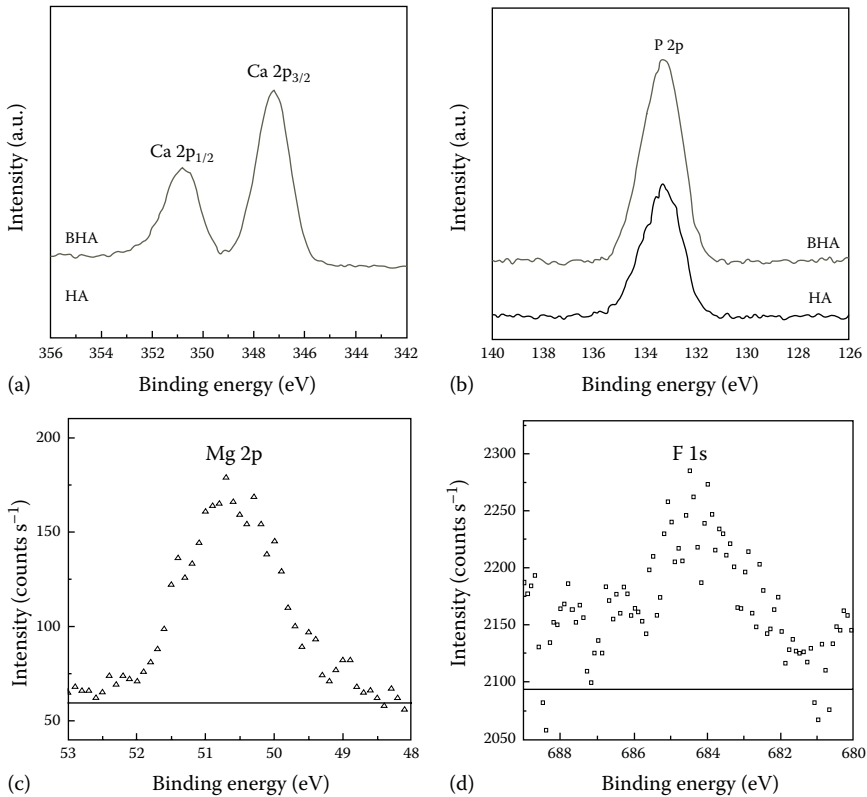 Intensity (a.u.)
Ca 2p1/2
Ca 2p3/2
BHA
HA
356 354 352 350 348 346 344 342
(a)
Binding energy (eV)
Intensity (a.u.)
P 2p
BHA
HA
140 138 136 134 132 130 128 126
(b)
Binding energy (eV)
Intensity (counts s−1)
200
150
100
50
Mg 2p
53 52 51 50 49 48
(c)
Binding energy (eV)
Intensity (counts s−1)
2300
2250
2200
2150
2100
2050
F 1s
688 686 684 682 680
(d)
Binding energy (eV)